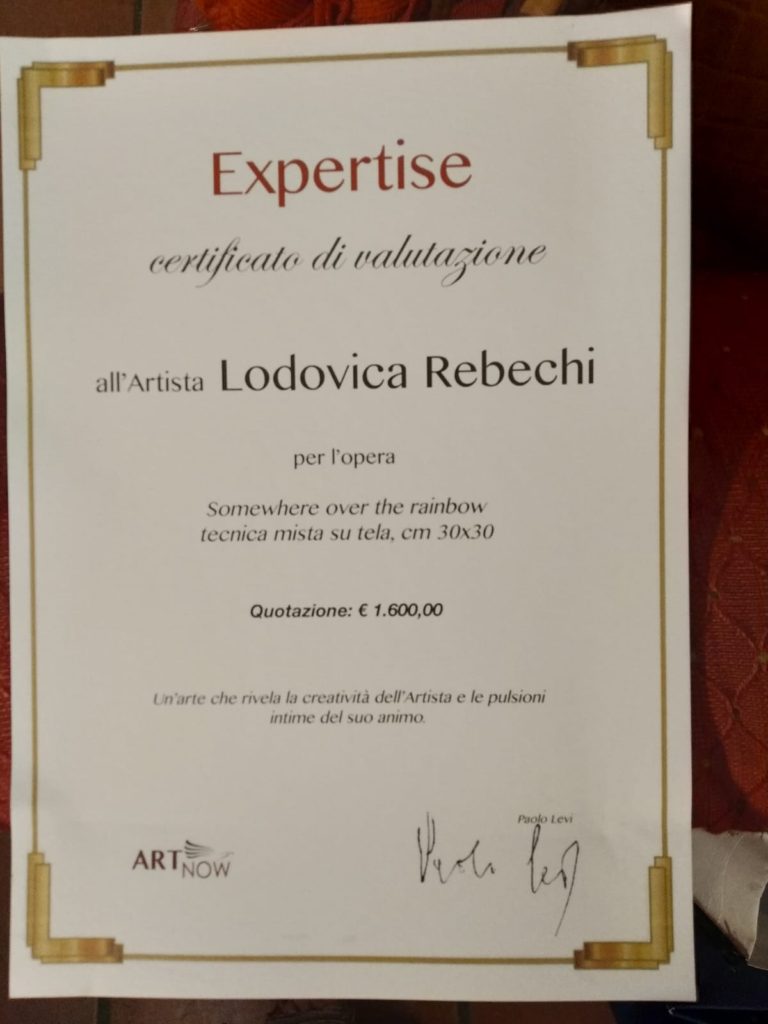 Expertise
certificato di valutazione
all'Artista Lodovica Rebechi
per l'opera
Somewhere over the rainbow
tecnica mista su tela, cm 30x30
Quotazione: € 1.600,00
Un'arte che rivela la creatività dell'Artista e le pulsioni
intime del suo animo.
Paolo Levi
Paolo Levi
ART NOW